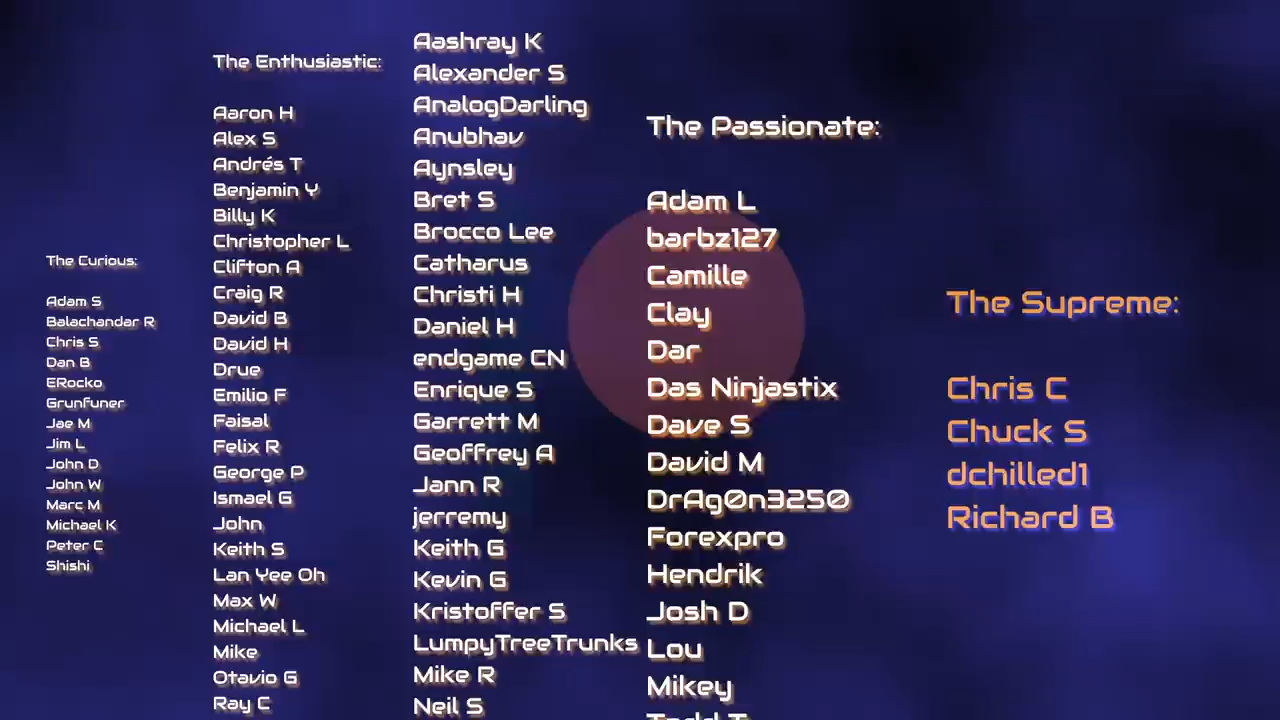 The Curious:
Adam S
Balachandar R
Chris S
Dan B
ERocko
Grunfuner
Jae M
Jim L
John D
John W
Marc M
Michael K
Peter C
Shishi
The Enthusiastic:
Aaron H
Alex S
Andrés T
Benjamin Y
Billy K
Christopher L
Clifton A
Craig R
David B
David H
Drue
Emilio F
Faisal
Felix R
George P
Ismael G
John
Keith S
Lan Yee Oh
Max W
Michael L
Mike
Otavio G
Ray C
Aashray K
Alexander S
AnalogDarling
Anubhav
Aynsley
Bret S
Brocco Lee
Catharus
Christi H
Daniel H
endgame CN
Enrique S
Garrett M
Geoffrey A
Jann R
jerremy
Keith G
Kevin G
Kristoffer S
LumpyTreeTrunks
Mike R
Neil S
The Passionate:
Adam L
barbz127
Camille
Clay
Dar
Das Ninjastix
Dave S
David M
DrAg0n3250
Forexpro
Hendrik
Josh D
Lou
Mikey
The Supreme:
Chris C
Chuck S
dchilled1
Richard B